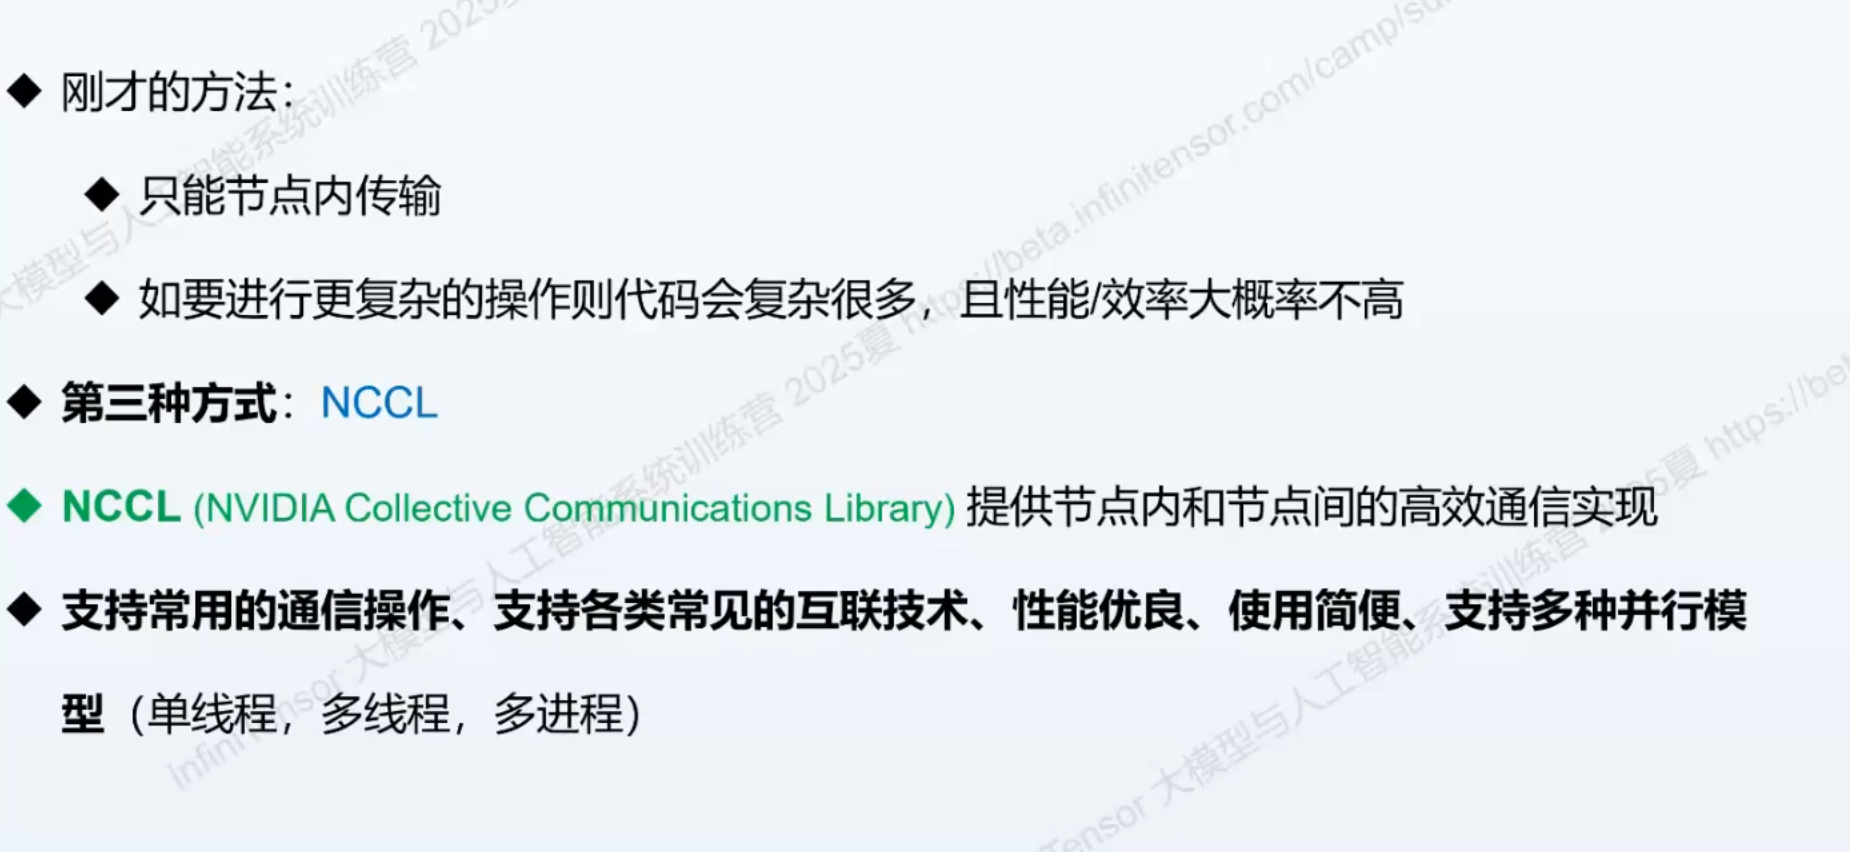 刚才的方法：
只能节点内传输
如要进行更复杂的操作则代码会复杂很多，且性能/效率大概率不高
第三种方式：NCCL
NCCL (NVIDIA Collective Communications Library) 提供节点内和节点间的高效通信实现
支持常用的通信操作、支持各类常见的互联技术、性能优良、使用简便、支持多种并行模
型（单线程，多线程，多进程）
大模型与人工智能系统训练营 2025夏
InfiniTensor 大模型与人工智能系统训练营 2025夏 https://beta.infinitensor.com/camp/su
Tensor 大模型与人工智能系统训练营 2025夏 https://bet